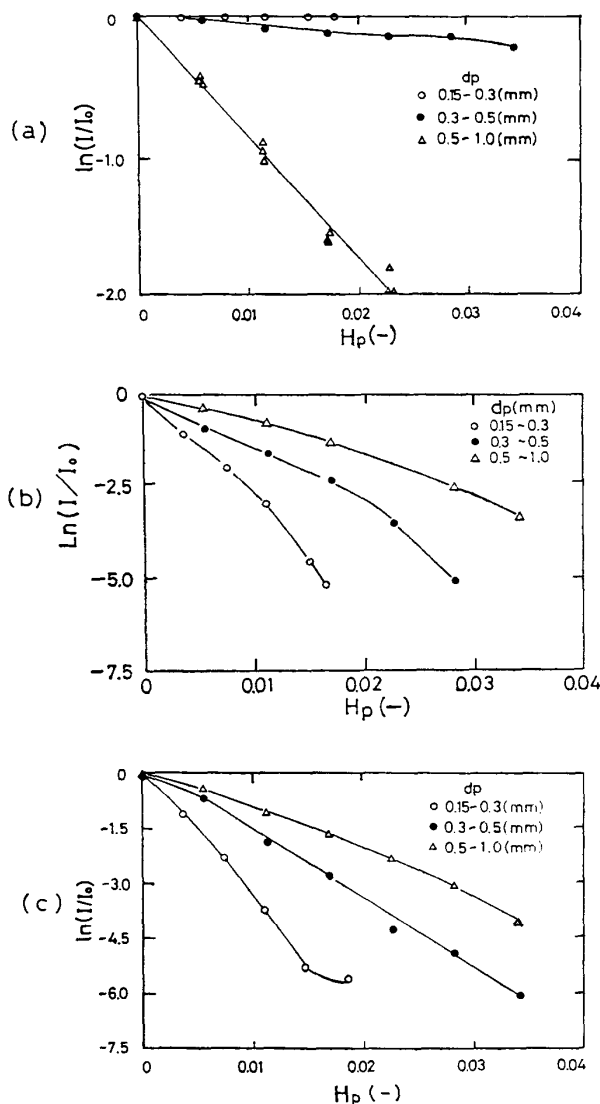 (a)
ln(I/I₀)
0
-1.0
-2.0
dp
○ 0.15-0.3(mm)
● 0.3-0.5(mm)
△ 0.5-1.0(mm)
0 0.01 0.02 0.03 0.04
Hp(-)
(b)
Ln(I/I₀)
0
-2.5
-5.0
-7.5
dp(mm)
○ 0.15~0.3
● 0.3 ~0.5
△ 0.5 ~ 1.0
0 0.01 0.02 0.03 0.04
Hp(-)
(c)
ln(I/I₀)
0
-1.5
-3.0
-4.5
-6.0
-7.5
dp
○ 0.15-0.3(mm)
● 0.3-0.5(mm)
△ 0.5-1.0(mm)
0 0.01 0.02 0.03 0.04
Hp(-)